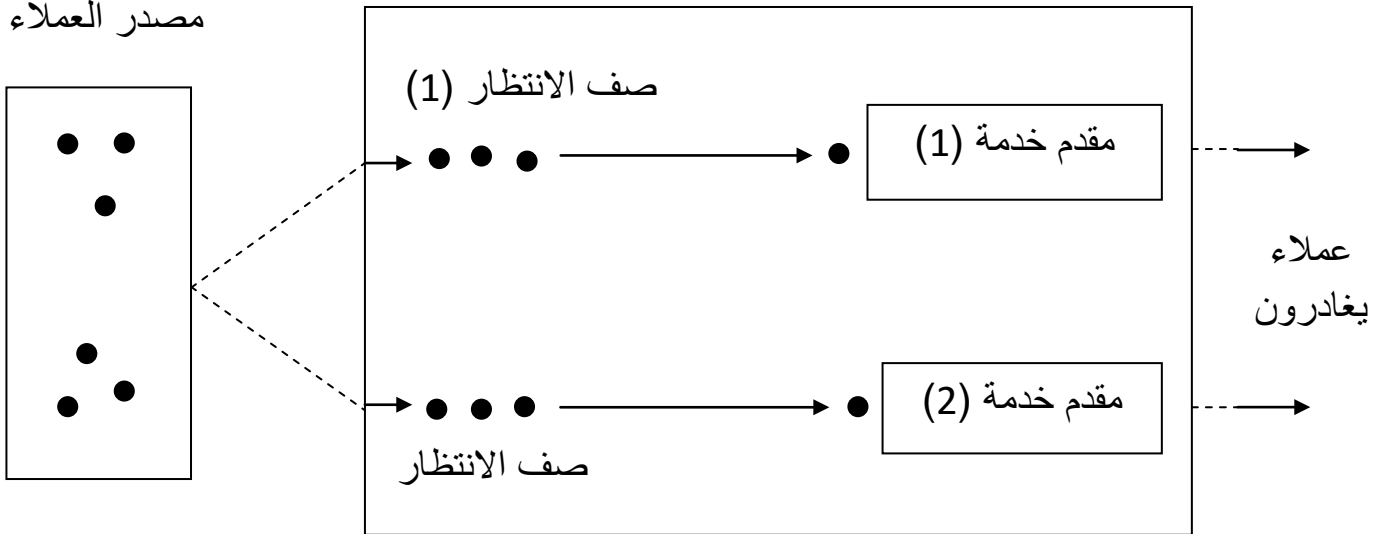 مصدر العملاء
صف الانتظار (1)
مقدم خدمة (1)
عملاء
يغادرون
مقدم خدمة (2)
صف الانتظار